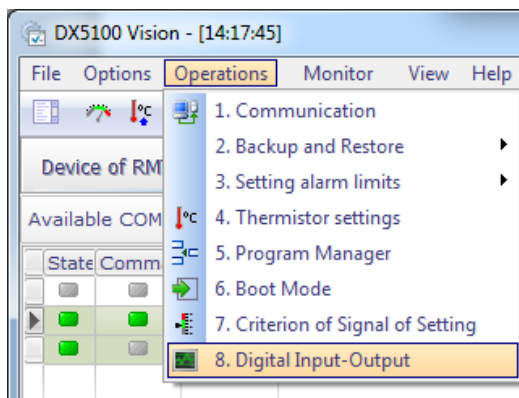 DX5100 Vision - [14:17:45]
File Options Operations Monitor View Help
°C
1. Communication
2. Backup and Restore
Device of RM
3. Setting alarm limits
Available COM
°C 4. Thermistor settings
State Comm
5. Program Manager
6. Boot Mode
7. Criterion of Signal of Setting
8. Digital Input-Output